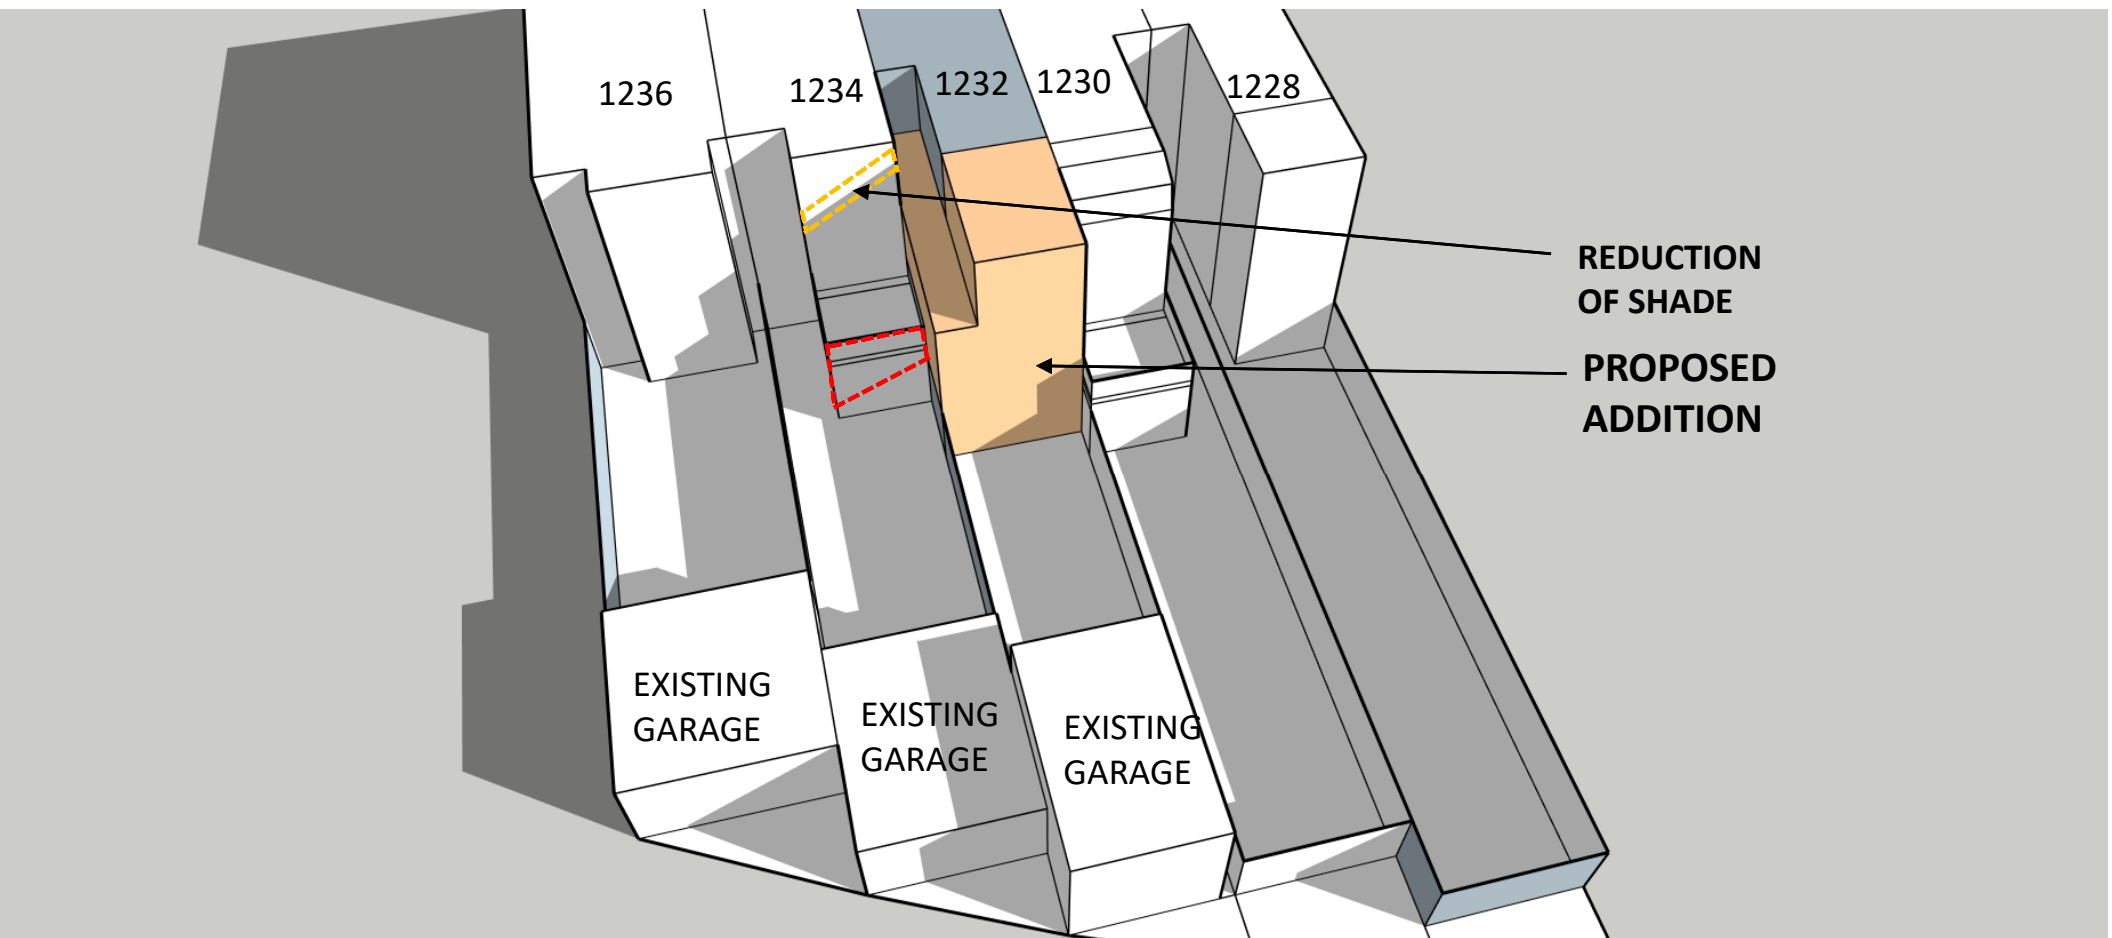 1236
1234
1232
1230
1228
REDUCTION
OF SHADE
PROPOSED
ADDITION
EXISTING
GARAGE
EXISTING
GARAGE
EXISTING
GARAGE